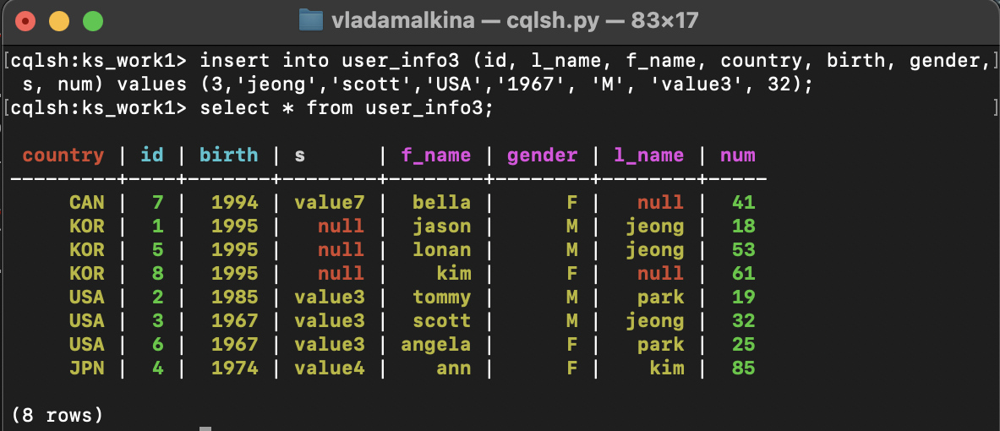 vladamalkina — cqlsh.py — 83×17
[cqlsh:ks_work1> insert into user_info3 (id, l_name, f_name, country, birth, gender,]
 s, num) values (3,'jeong','scott','USA','1967', 'M', 'value3', 32);
[cqlsh:ks_work1> select * from user_info3;                                         ]
 country | id | birth | s      | f_name | gender | l_name | num
---------+----+-------+--------+--------+--------+--------+-----
     CAN |  7 |  1994 | value7 |  bella |      F |   null |  41
     KOR |  1 |  1995 |   null |  jason |      M |  jeong |  18
     KOR |  5 |  1995 |   null |  lonan |      M |  jeong |  53
     KOR |  8 |  1995 |   null |    kim |      F |   null |  61
     USA |  2 |  1985 | value3 |  tommy |      M |   park |  19
     USA |  3 |  1967 | value3 |  scott |      M |  jeong |  32
     USA |  6 |  1967 | value3 | angela |      F |   park |  25
     JPN |  4 |  1974 | value4 |    ann |      F |    kim |  85
(8 rows)